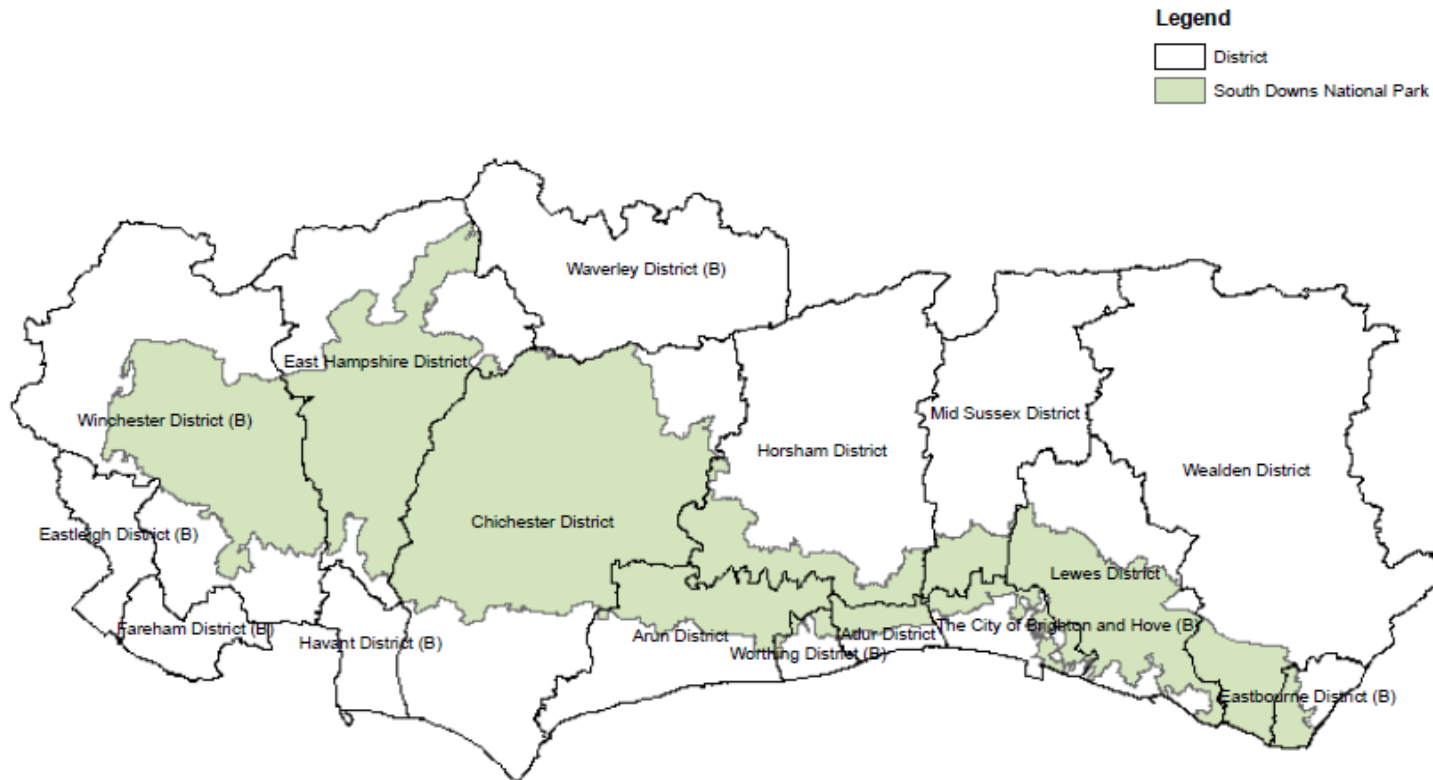 Legend
District
South Downs National Park
Waverley District (B)
East Hampshire District
Winchester District (B)
Mid Sussex District
Horsham District
Wealden District
Chichester District
Eastleigh District (B)
Lewes District
Fareham District (B)
Havant District (B)
Arun District
Adur District
The City of Brighton and Hove (B)
Worthing District (B)
Eastbourne District (B)